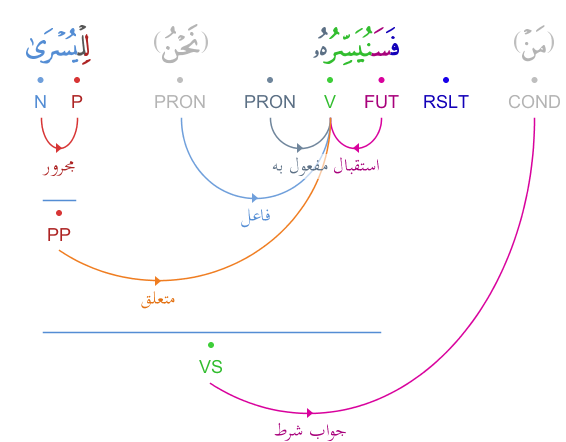 (مَنْ) فَسَنُيَسِّرُهُۥ (نَحْنُ) لِلْيُسْرَىٰ
COND RSLT FUT V PRON PRON P N
استقبال مفعول به مجرور
فاعل
PP
متعلق
VS
جواب شرط